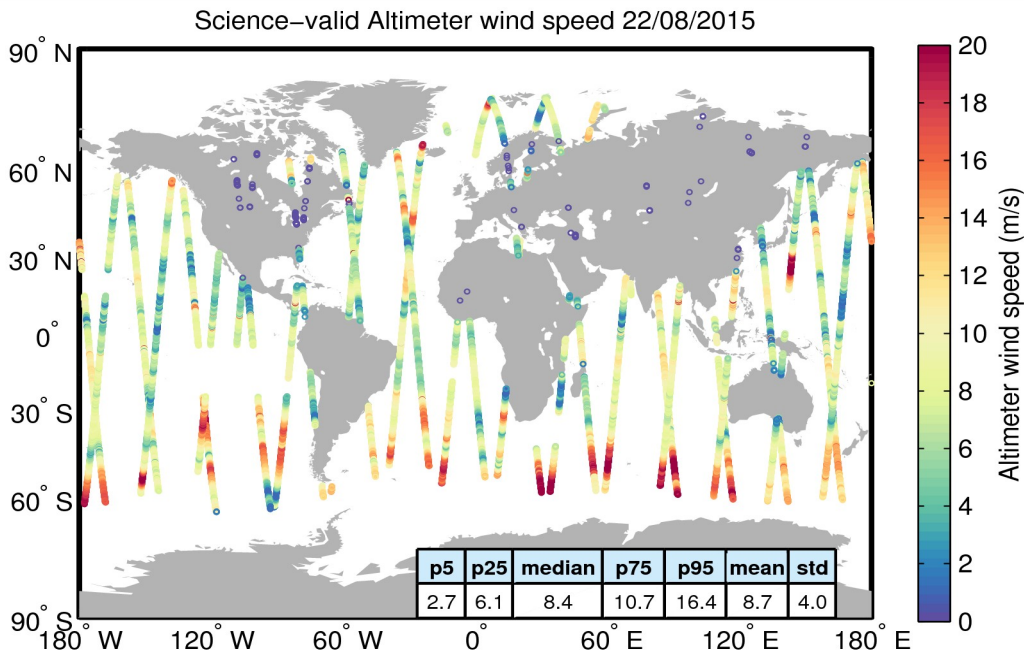 Science−valid Altimeter wind speed 22/08/2015
90° N
60° N
30° N
0°
30° S
60° S
90° S
180° W
120° W
60° W
0°
60° E
120° E
180° E
p5 p25 median p75 p95 mean std
2.7 6.1 8.4 10.7 16.4 8.7 4.0
20
18
16
14
12
10
8
6
4
2
0
Altimeter wind speed (m/s)